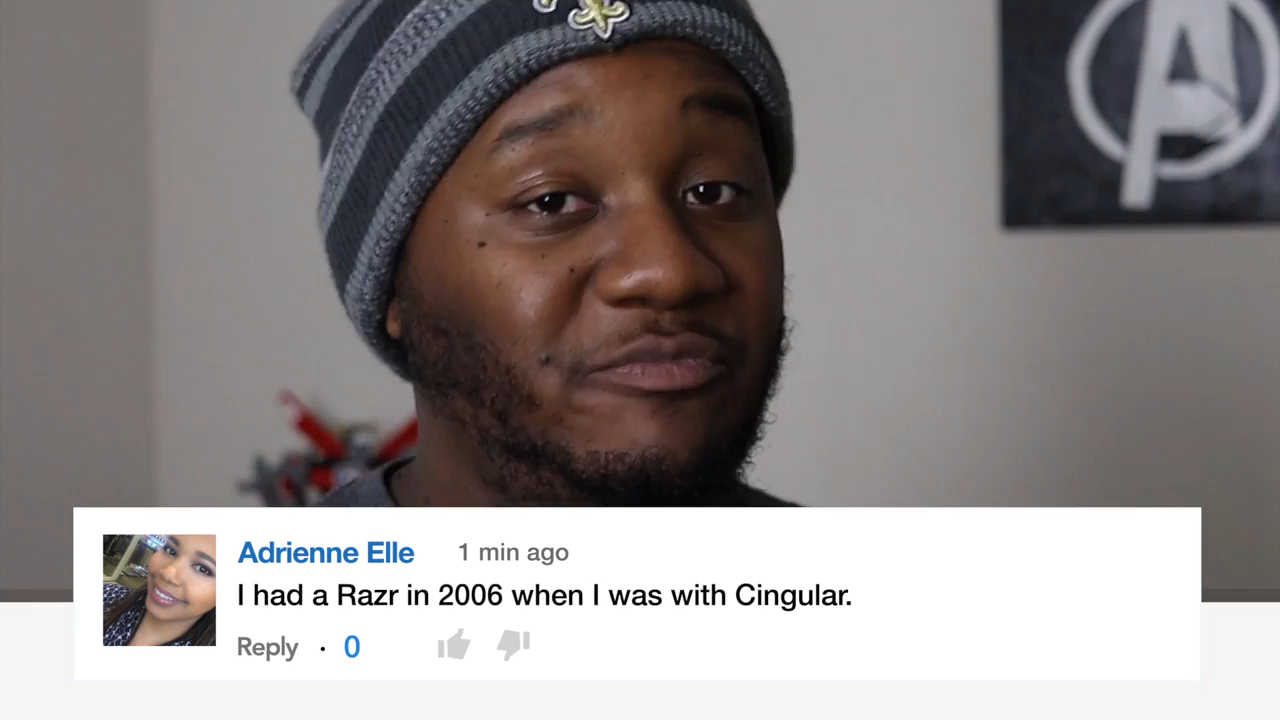 Adrienne Elle 1 min ago
I had a Razr in 2006 when I was with Cingular.
Reply · 0